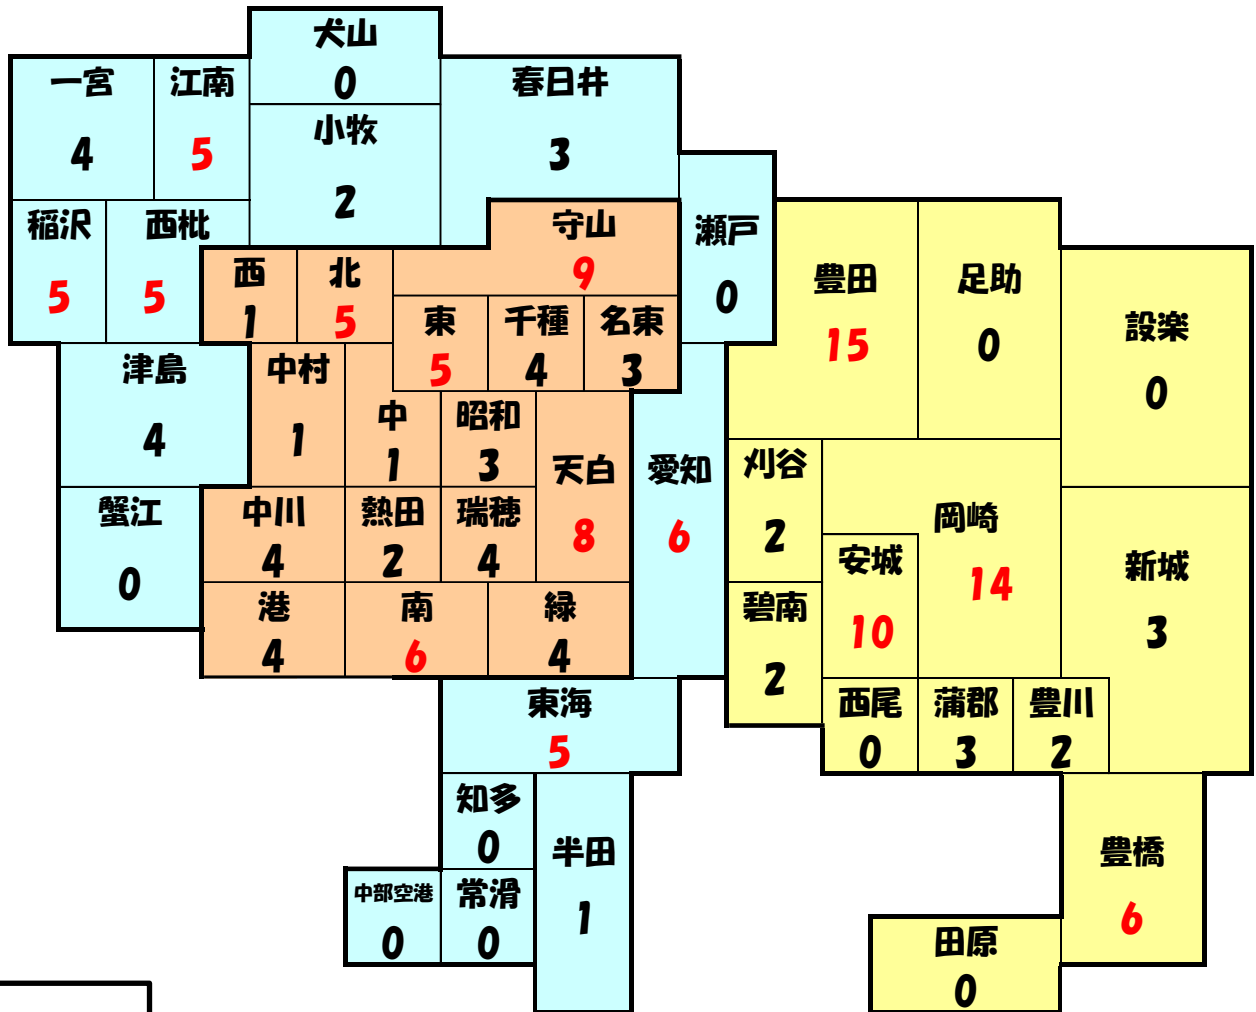 犬山
0
一宮
4
江南
5
小牧
2
春日井
3
稲沢
5
西枇
5
瀬戸
0
守山
9
西
1
北
5
東
5
千種
4
名東
3
豊田
15
足助
0
設楽
0
津島
4
中村
1
中
1
昭和
3
天白
8
愛知
6
刈谷
2
岡崎
14
蟹江
0
中川
4
熱田
2
瑞穂
4
安城
10
新城
3
港
4
南
6
緑
4
碧南
2
東海
5
西尾
0
蒲郡
3
豊川
2
知多
0
半田
1
豊橋
6
中部空港
0
常滑
0
田原
0